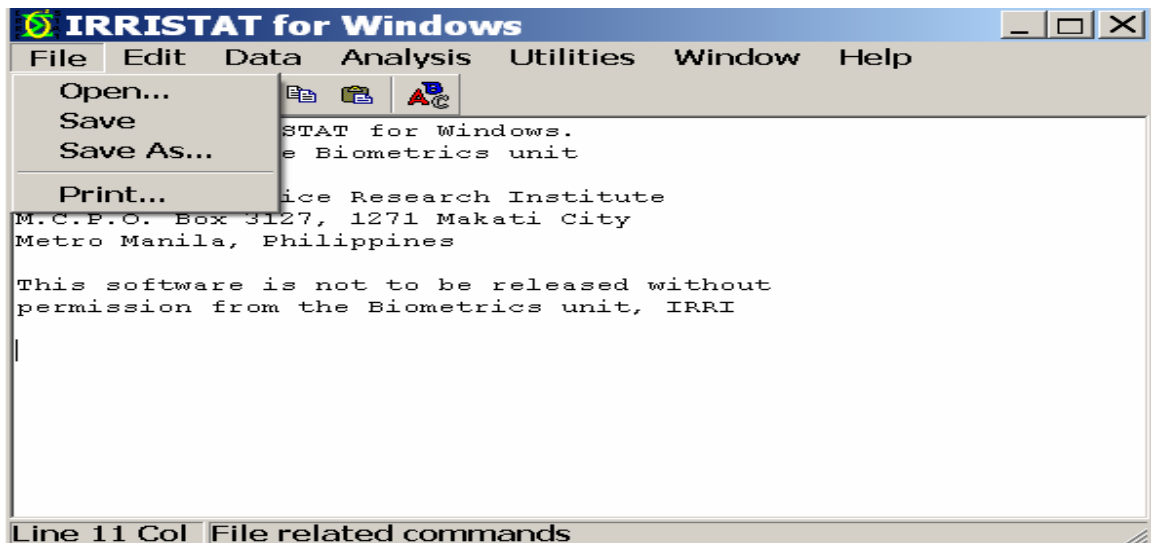 IRRISTAT for Windows
File Edit Data Analysis Utilities Window Help
Open...
Save
Save As...
Print...
STAT for Windows.
e Biometrics unit
ice Research Institute
M.C.P.O. Box 3127, 1271 Makati City
Metro Manila, Philippines
This software is not to be released without
permission from the Biometrics unit, IRRI
Line 11 Col File related commands